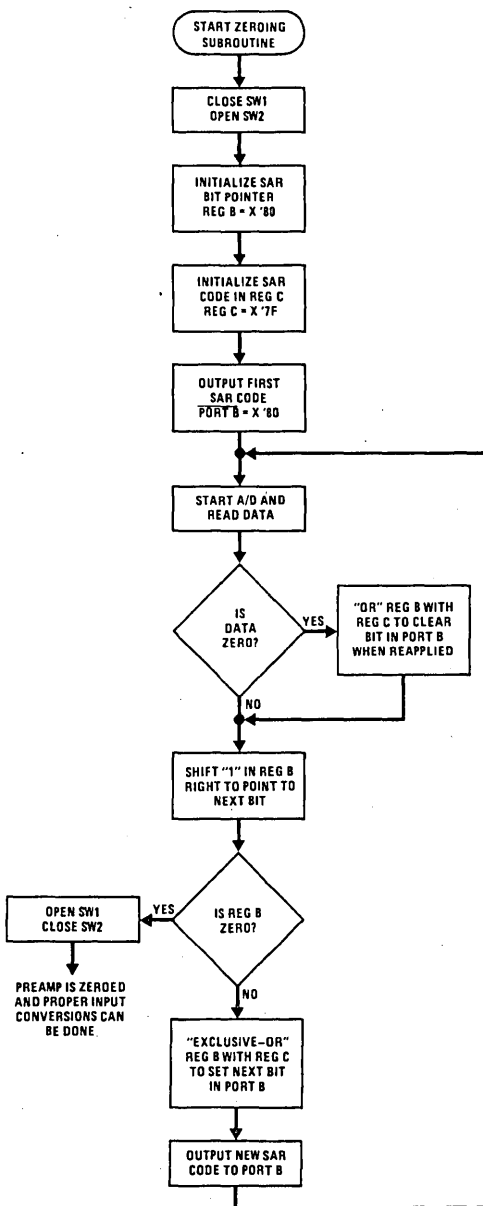 START ZEROING
SUBROUTINE
CLOSE SW1
OPEN SW2
INITIALIZE SAR
BIT POINTER
REG B = X '80
INITIALIZE SAR
CODE IN REG C
REG C = X '7F
OUTPUT FIRST
SAR CODE
PORT B = X '80
START A/D AND
READ DATA
IS
DATA
ZERO?
YES
"OR" REG B WITH
REG C TO CLEAR
BIT IN PORT B
WHEN REAPPLIED
NO
SHIFT "1" IN REG B
RIGHT TO POINT TO
NEXT BIT
IS REG B
ZERO?
YES
OPEN SW1
CLOSE SW2
PREAMP IS ZEROED
AND PROPER INPUT
CONVERSIONS CAN
BE DONE
NO
"EXCLUSIVE–OR"
REG B WITH REG C
TO SET NEXT BIT
IN PORT B
OUTPUT NEW SAR
CODE TO PORT B